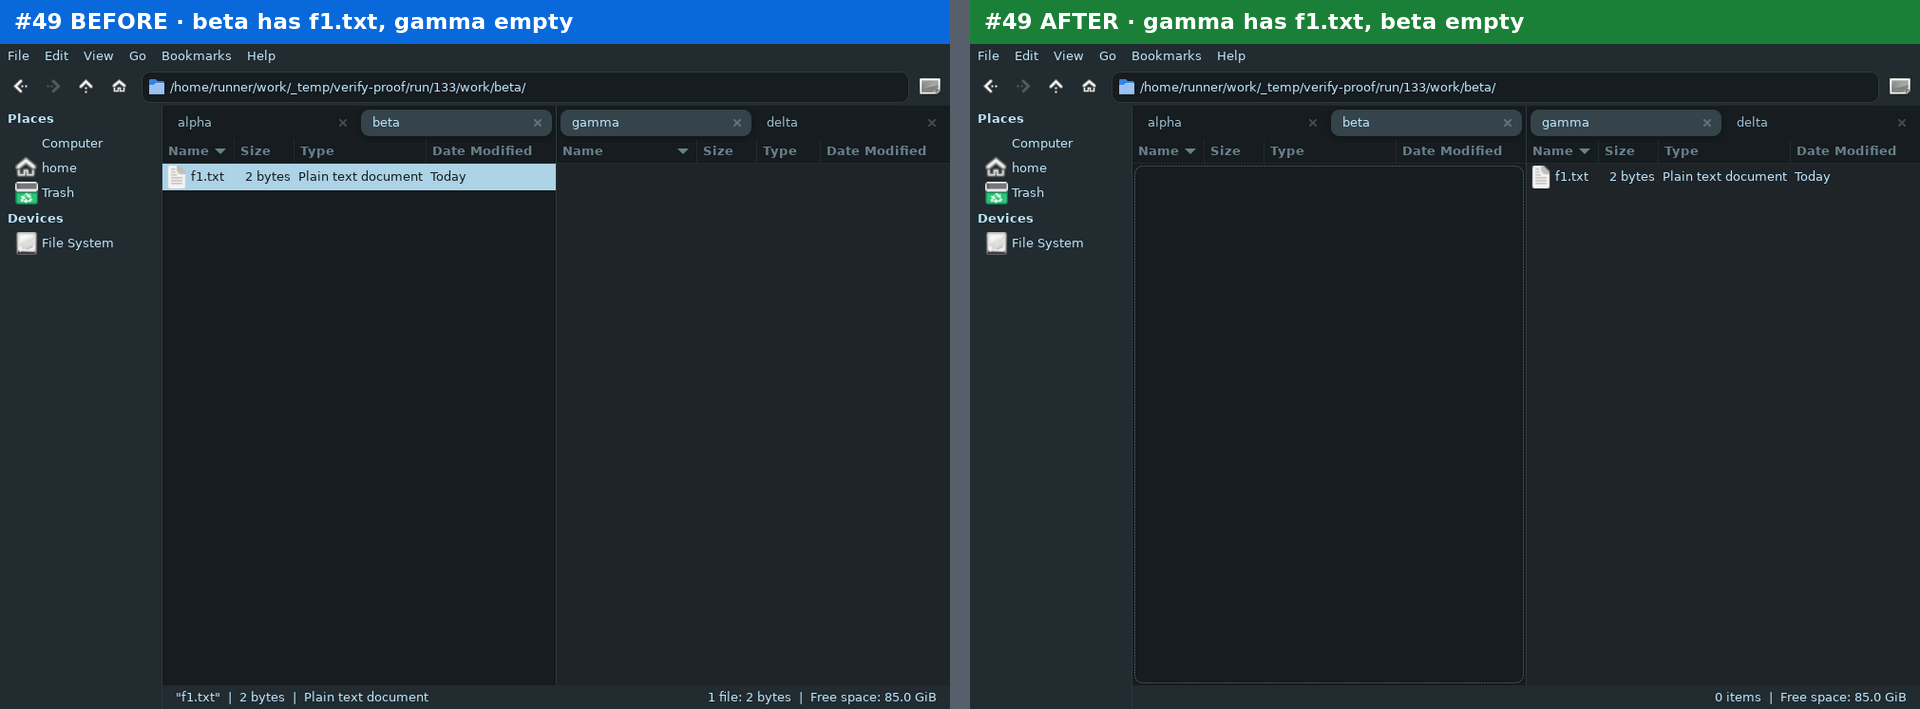 #49 BEFORE · beta has f1.txt, gamma empty
File Edit View Go Bookmarks Help
/home/runner/work/_temp/verify-proof/run/133/work/beta/
Places
Computer
home
Trash
Devices
File System
alpha beta gamma delta
Name Size Type Date Modified Name Size Type Date Modified
f1.txt 2 bytes Plain text document Today
"f1.txt" | 2 bytes | Plain text document 1 file: 2 bytes | Free space: 85.0 GiB
#49 AFTER · gamma has f1.txt, beta empty
File Edit View Go Bookmarks Help
/home/runner/work/_temp/verify-proof/run/133/work/beta/
Places
Computer
home
Trash
Devices
File System
alpha beta gamma delta
Name Size Type Date Modified Name Size Type Date Modified
f1.txt 2 bytes Plain text document Today
0 items | Free space: 85.0 GiB